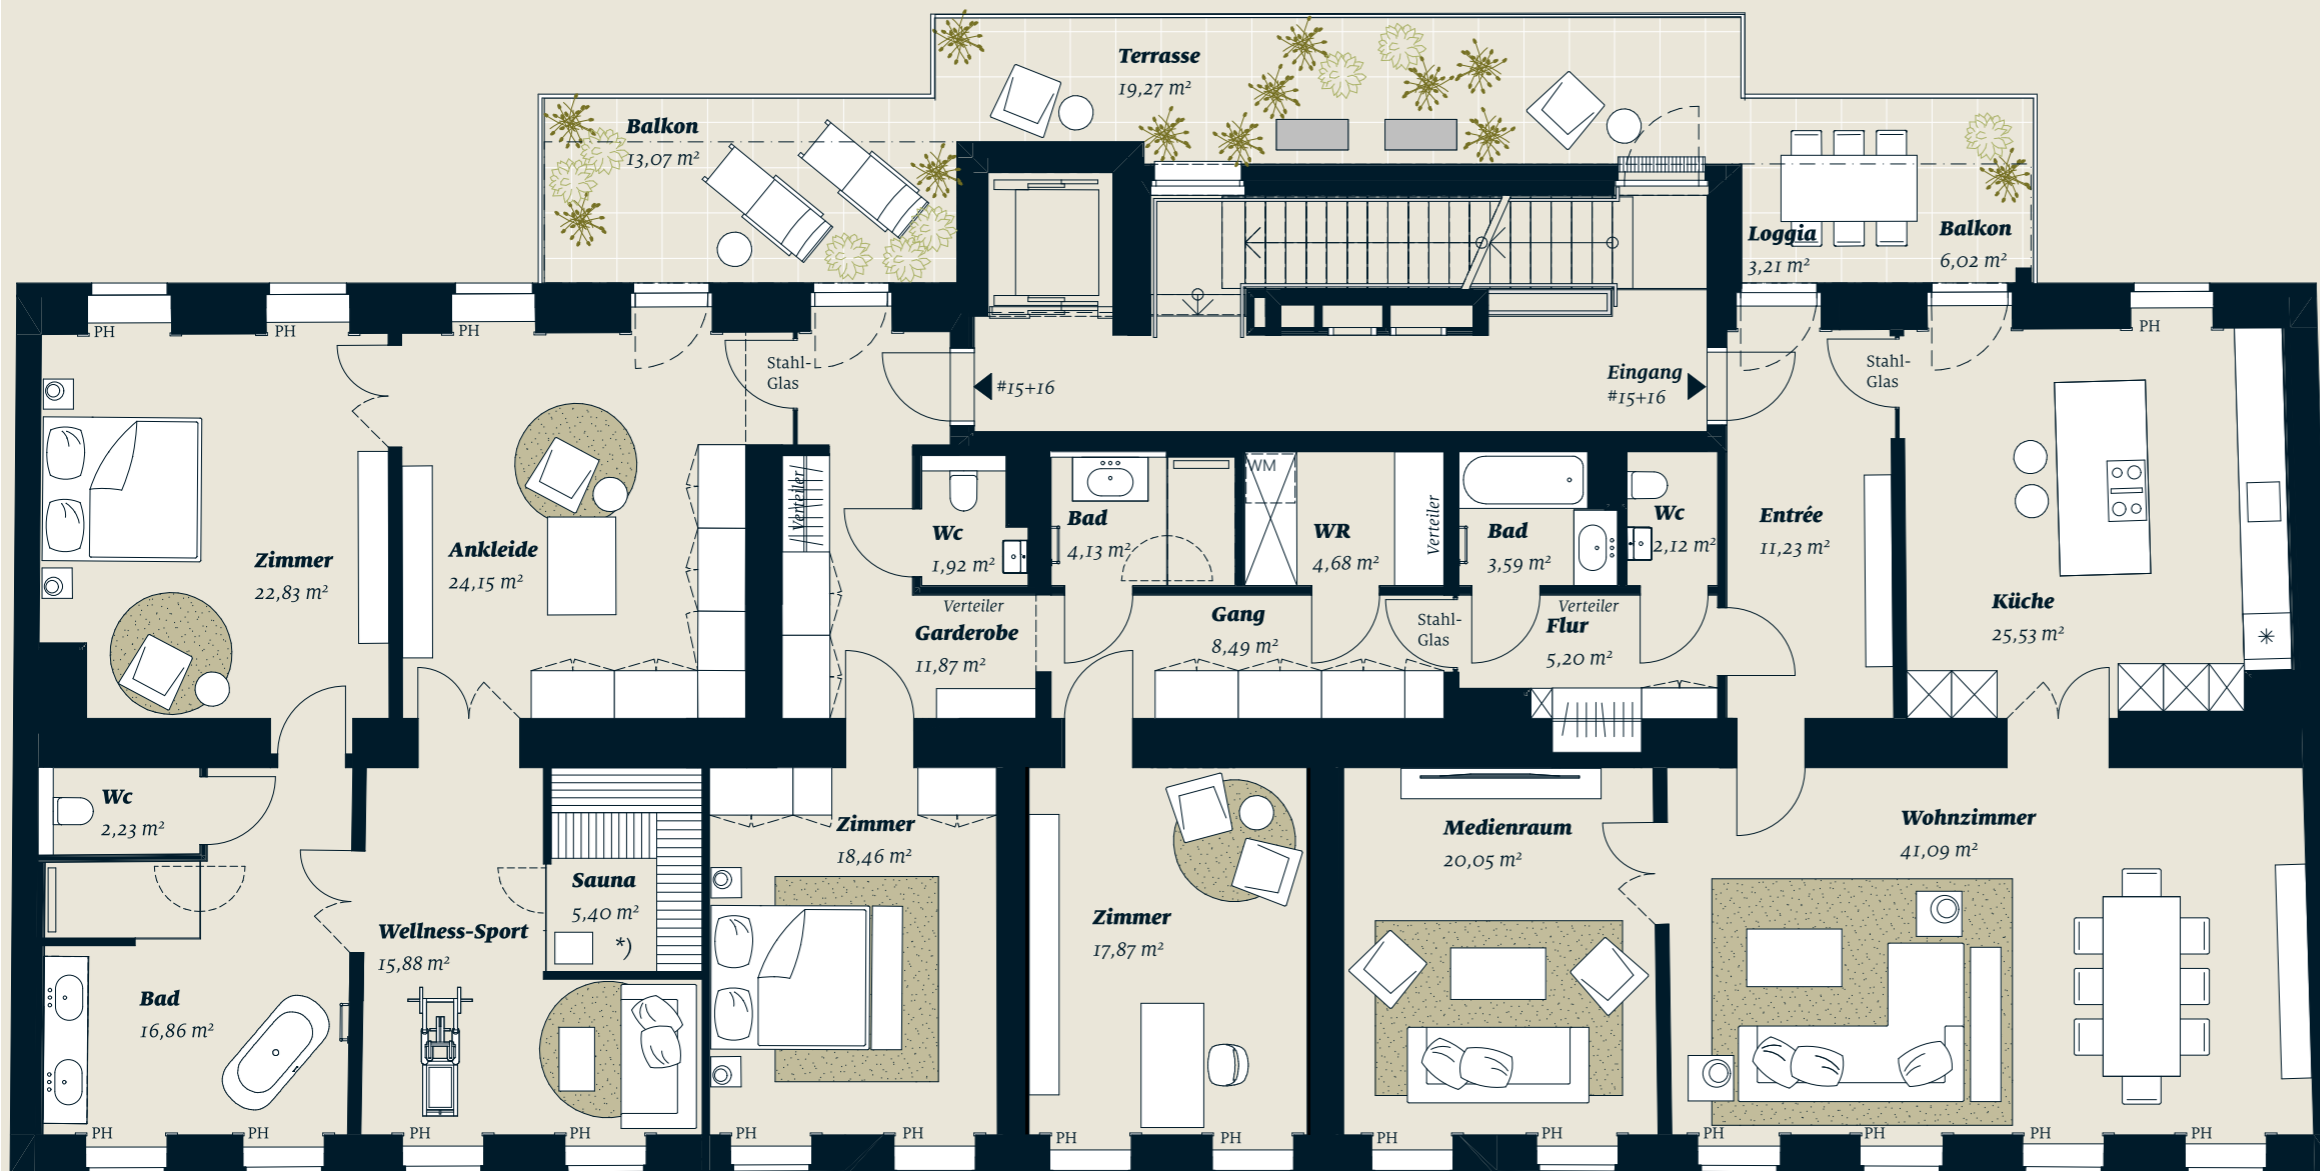 Terrasse
19,27 m²
Balkon
13,07 m²
Loggia
3,21 m²
Balkon
6,02 m²
PH
PH
PH
PH
Stahl-
Glas
#15+16
Eingang
#15+16
Stahl-
Glas
Zimmer
22,83 m²
Ankleide
24,15 m²
Verteiler
Wc
1,92 m²
Bad
4,13 m²
WM
WR
4,68 m²
Verteiler
Bad
3,59 m²
Wc
2,12 m²
Entrée
11,23 m²
Küche
25,53 m²
Verteiler
Garderobe
11,87 m²
Gang
8,49 m²
Stahl-
Glas
Verteiler
Flur
5,20 m²
Wc
2,23 m²
Bad
16,86 m²
Wellness-Sport
15,88 m²
Sauna
5,40 m²
*)
Zimmer
18,46 m²
Zimmer
17,87 m²
Medienraum
20,05 m²
Wohnzimmer
41,09 m²
PH
PH
PH
PH
PH
PH
PH
PH
PH
PH
PH
PH
PH
PH